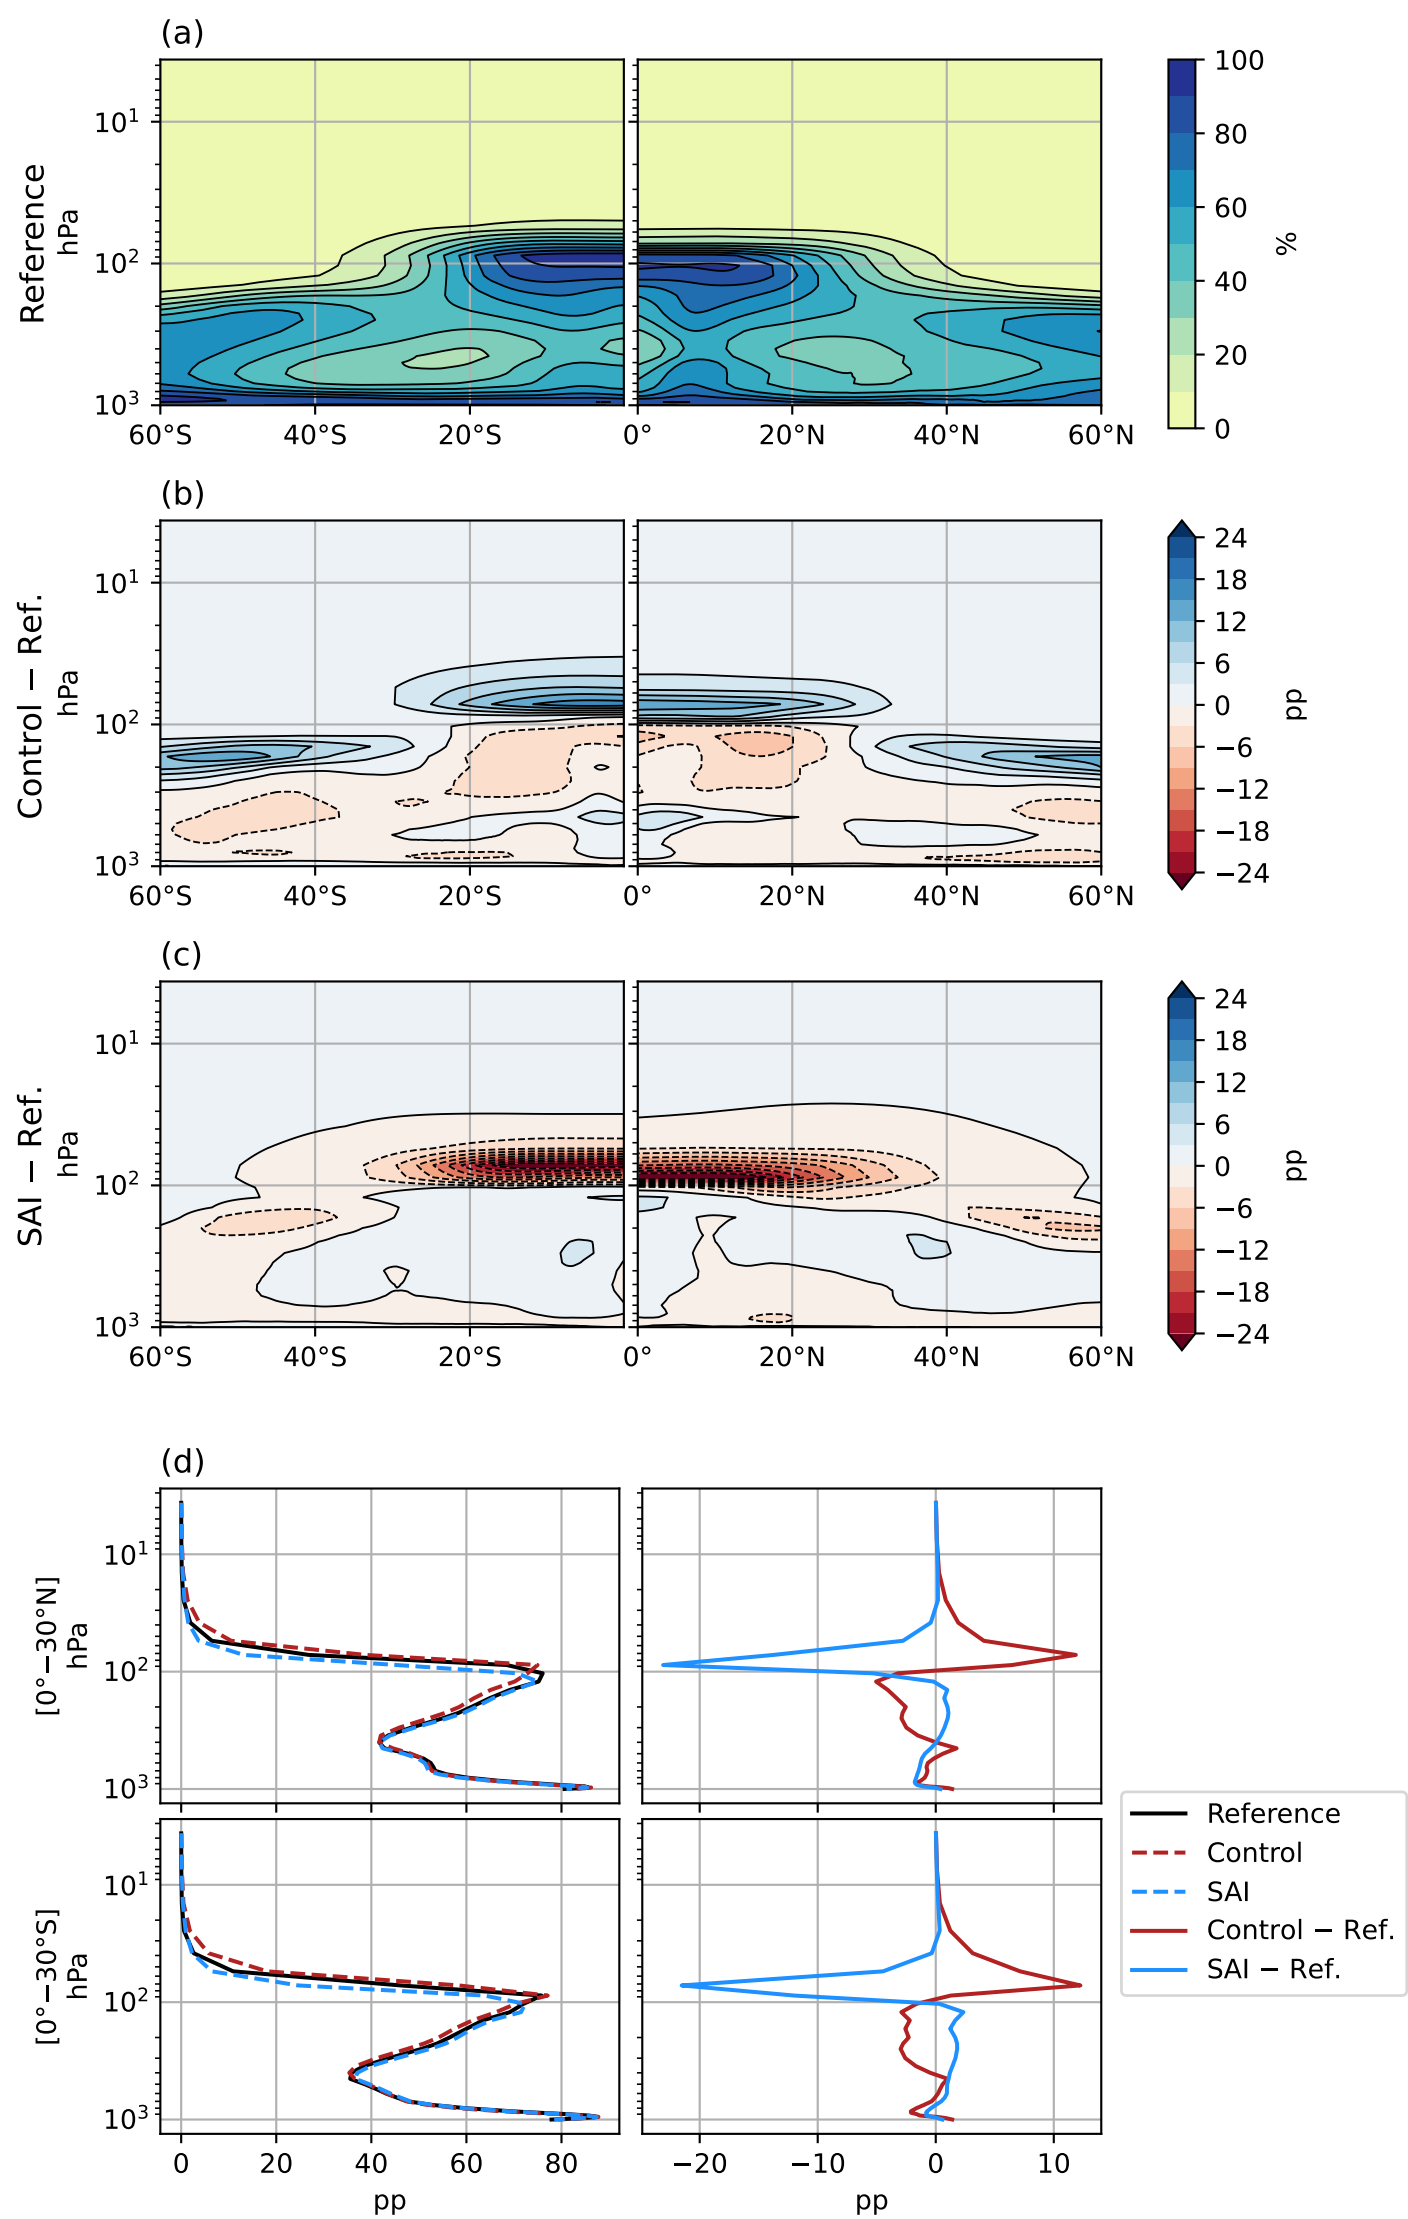 (a)
Reference
hPa
10¹
10²
10³
60°S 40°S 20°S 0° 20°N 40°N 60°N
100
80
60
40
20
0
%
(b)
Control − Ref.
hPa
10¹
10²
10³
60°S 40°S 20°S 0° 20°N 40°N 60°N
24
18
12
6
0
−6
−12
−18
−24
pp
(c)
SAI − Ref.
hPa
10¹
10²
10³
60°S 40°S 20°S 0° 20°N 40°N 60°N
24
18
12
6
0
−6
−12
−18
−24
pp
(d)
[0°−30°N]
hPa
10¹
10²
10³
[0°−30°S]
hPa
10¹
10²
10³
0 20 40 60 80
pp
−20 −10 0 10
pp
Reference
Control
SAI
Control − Ref.
SAI − Ref.